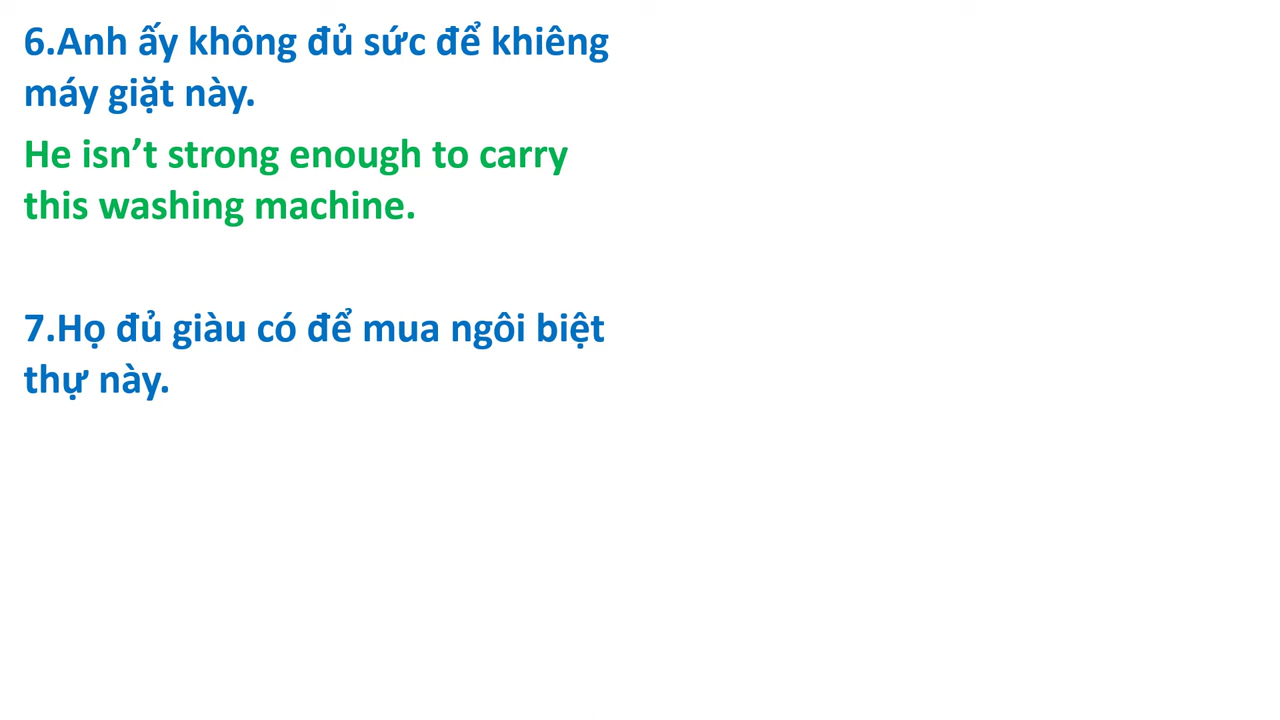 6.Anh ấy không đủ sức để khiêng
máy giặt này.
He isn’t strong enough to carry
this washing machine.
7.Họ đủ giàu có để mua ngôi biệt
thự này.